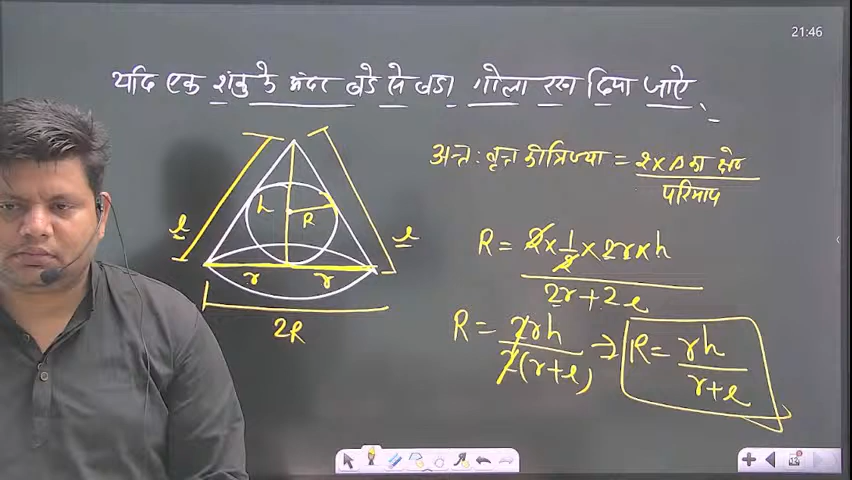 21:46
यदि एक शंकु के अंदर बडे से बडा गोला रख दिया जाऐ
अन्त: वृत्त की त्रिज्या = 2 × Δ का क्षे० / परिमाप
l h R l
R = 2 × 1/2 × 2r × h / 2r + 2l
r r
2R
R = 2rh / 2(r + l) ⇒ R = rh / r + l